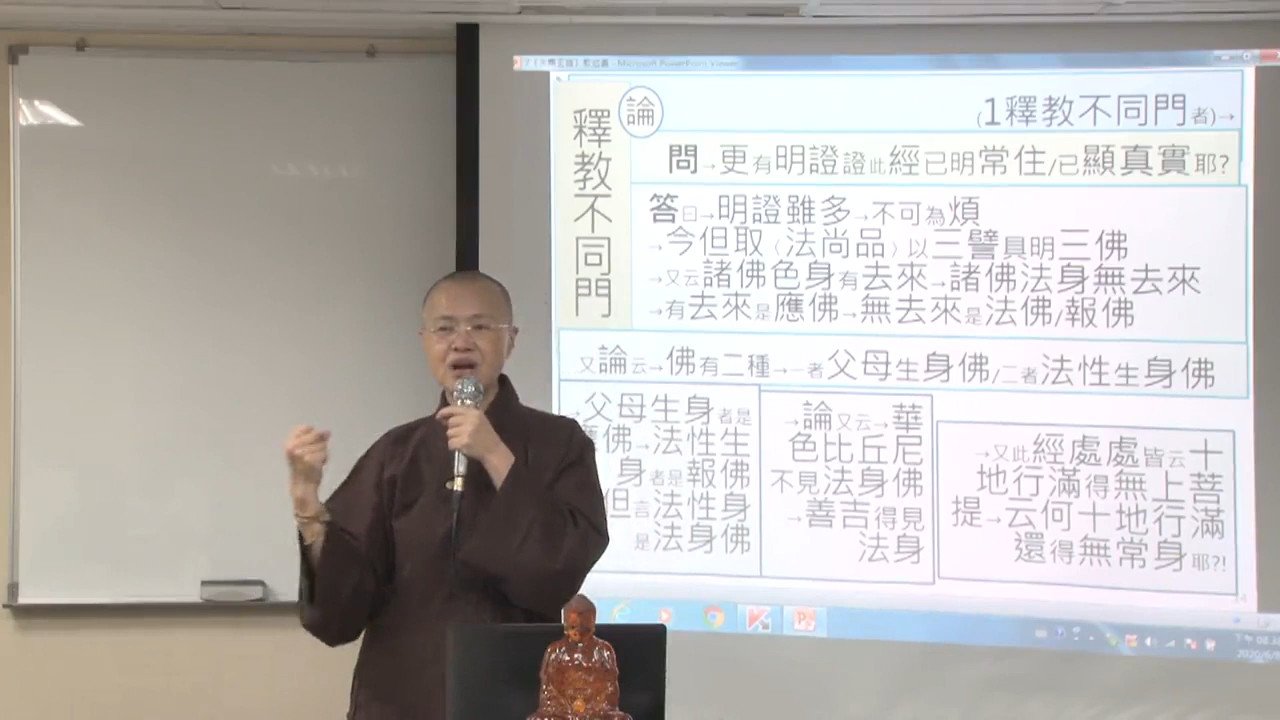 《大乘玄論》 - Microsoft PowerPoint Viewer
釋教不同門
論
(1釋教不同門者)→
問→更有明證證此經已明常住/已顯真實耶?
答曰→明證雖多→不可為煩
→今但取〈法尚品〉以三譬具明三佛
→又云諸佛色身有去來→諸佛法身無去來
→有去來是應佛→無去來是法佛/報佛
又論云→佛有二種→一者父母生身佛/二者法性生身佛
→父母生身者是
應佛→法性生
身者是報佛
但言法性身
是法身佛
→論又云→華
色比丘尼
不見法身佛
→善吉得見
法身
→又此經處處皆云十
地行滿得無上菩
提→云何十地行滿
還得無常身耶?!